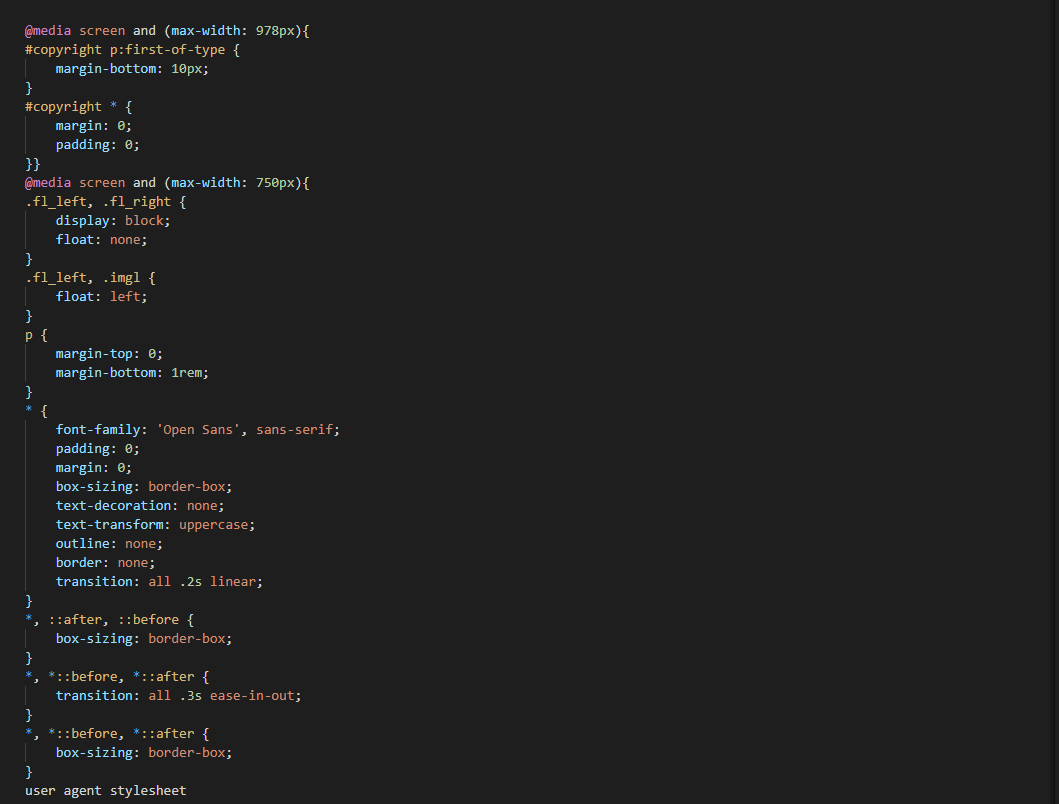 @media screen and (max-width: 978px){
#copyright p:first-of-type {
    margin-bottom: 10px;
}
#copyright * {
    margin: 0;
    padding: 0;
}}
@media screen and (max-width: 750px){
.fl_left, .fl_right {
    display: block;
    float: none;
}
.fl_left, .imgl {
    float: left;
}
p {
    margin-top: 0;
    margin-bottom: 1rem;
}
* {
    font-family: 'Open Sans', sans-serif;
    padding: 0;
    margin: 0;
    box-sizing: border-box;
    text-decoration: none;
    text-transform: uppercase;
    outline: none;
    border: none;
    transition: all .2s linear;
}
*, ::after, ::before {
    box-sizing: border-box;
}
*, *::before, *::after {
    transition: all .3s ease-in-out;
}
*, *::before, *::after {
    box-sizing: border-box;
}
user agent stylesheet